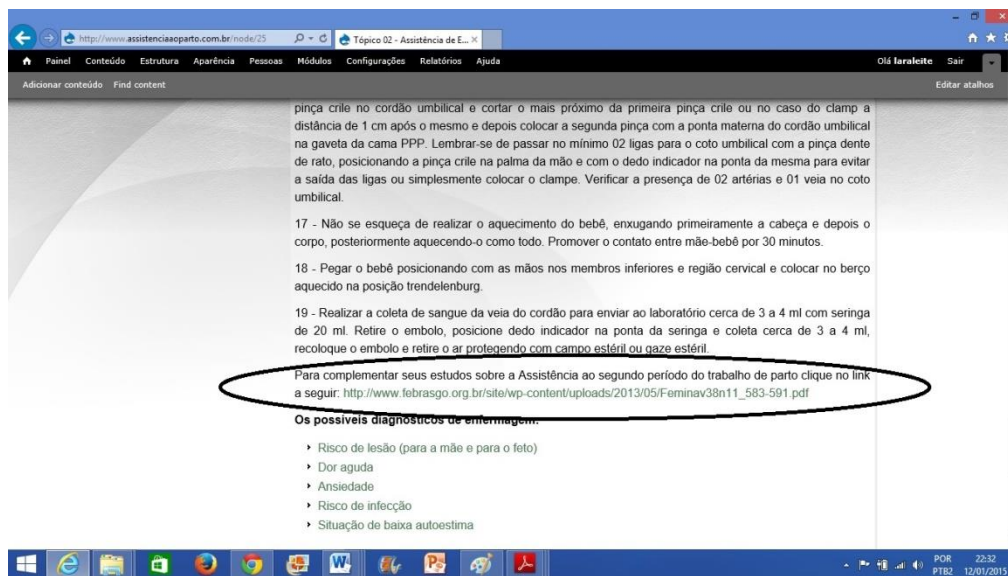 http://www.assistenciaaoparto.com.br/node/25
Tópico 02 - Assistência de E...
Painel Conteúdo Estrutura Aparência Pessoas Módulos Configurações Relatórios Ajuda Olá laraleite Sair
Adicionar conteúdo Find content Editar atalhos
pinça crile no cordão umbilical e cortar o mais próximo da primeira pinça crile ou no caso do clamp a
distância de 1 cm após o mesmo e depois colocar a segunda pinça com a ponta materna do cordão umbilical
na gaveta da cama PPP. Lembrar-se de passar no mínimo 02 ligas para o coto umbilical com a pinça dente
de rato, posicionando a pinça crile na palma da mão e com o dedo indicador na ponta da mesma para evitar
a saída das ligas ou simplesmente colocar o clampe. Verificar a presença de 02 artérias e 01 veia no coto
umbilical.
17 - Não se esqueça de realizar o aquecimento do bebê, enxugando primeiramente a cabeça e depois o
corpo, posteriormente aquecendo-o como todo. Promover o contato entre mãe-bebê por 30 minutos.
18 - Pegar o bebê posicionando com as mãos nos membros inferiores e região cervical e colocar no berço
aquecido na posição trendelenburg.
19 - Realizar a coleta de sangue da veia do cordão para enviar ao laboratório cerca de 3 a 4 ml com seringa
de 20 ml. Retire o embolo, posicione dedo indicador na ponta da seringa e coleta cerca de 3 a 4 ml,
recoloque o embolo e retire o ar protegendo com campo estéril ou gaze estéril.
Para complementar seus estudos sobre a Assistência ao segundo período do trabalho de parto clique no link
a seguir: http://www.febrasgo.org.br/site/wp-content/uploads/2013/05/Feminav38n11_583-591.pdf
Os possíveis diagnósticos de enfermagem:
Risco de lesão (para a mãe e para o feto)
Dor aguda
Ansiedade
Risco de infecção
Situação de baixa autoestima
POR 22:32
PTB2 12/01/2015